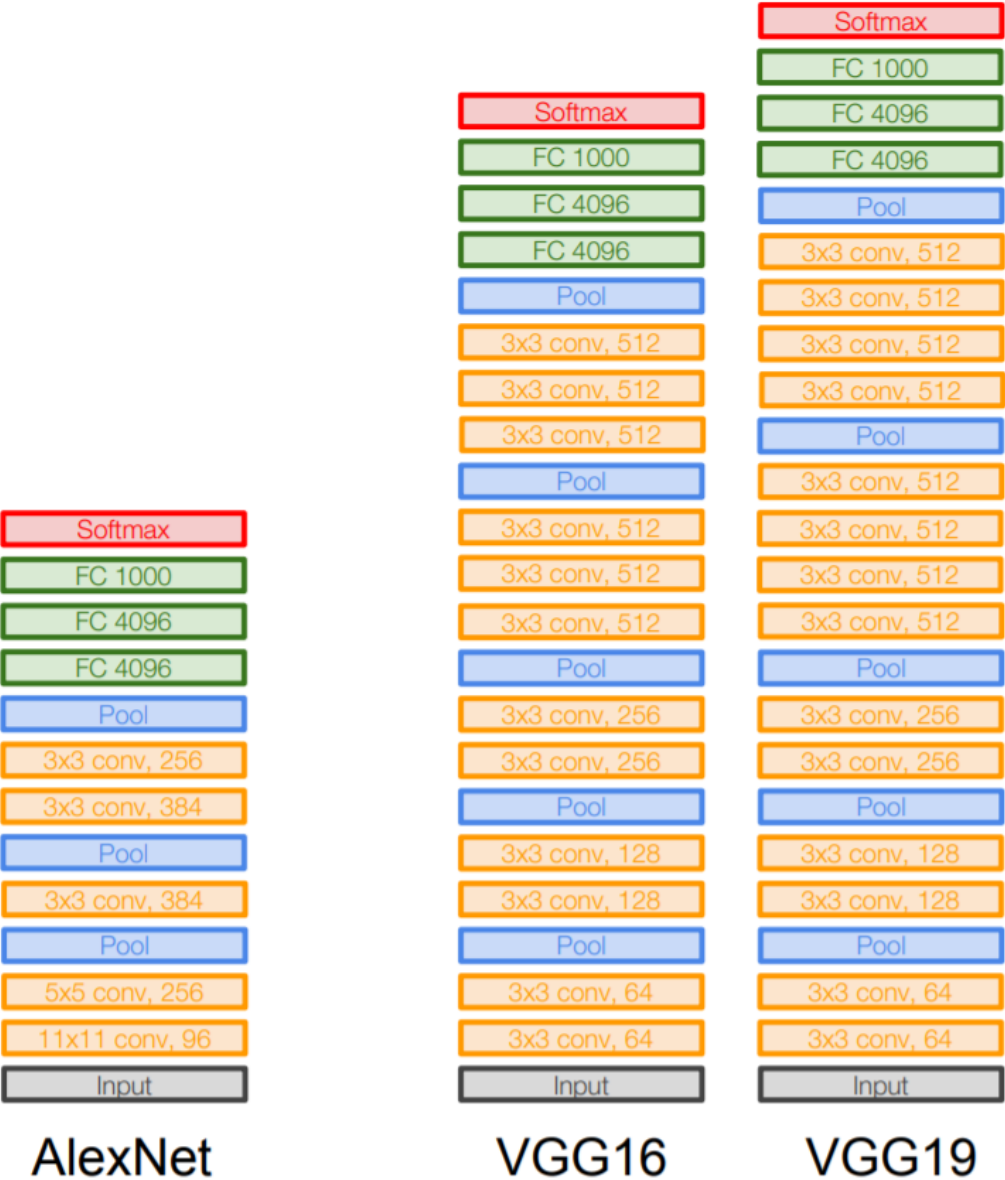 Softmax
FC 1000
FC 4096
FC 4096
Pool
3x3 conv, 256
3x3 conv, 384
Pool
3x3 conv, 384
Pool
5x5 conv, 256
11x11 conv, 96
Input
AlexNet
Softmax
FC 1000
FC 4096
FC 4096
Pool
3x3 conv, 512
3x3 conv, 512
3x3 conv, 512
Pool
3x3 conv, 512
3x3 conv, 512
3x3 conv, 512
Pool
3x3 conv, 256
3x3 conv, 256
Pool
3x3 conv, 128
3x3 conv, 128
Pool
3x3 conv, 64
3x3 conv, 64
Input
VGG16
Softmax
FC 1000
FC 4096
FC 4096
Pool
3x3 conv, 512
3x3 conv, 512
3x3 conv, 512
3x3 conv, 512
Pool
3x3 conv, 512
3x3 conv, 512
3x3 conv, 512
3x3 conv, 512
Pool
3x3 conv, 256
3x3 conv, 256
Pool
3x3 conv, 128
3x3 conv, 128
Pool
3x3 conv, 64
3x3 conv, 64
Input
VGG19